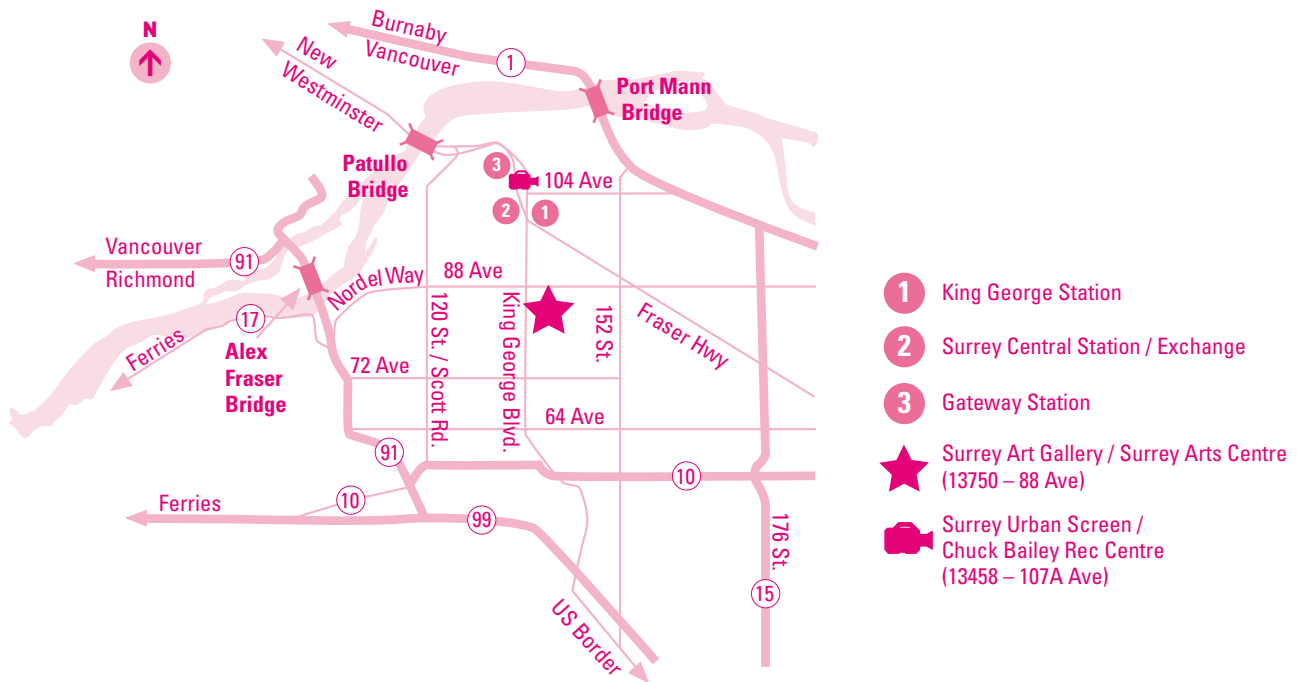 N
Burnaby
Vancouver
1
New
Westminster
Port Mann
Bridge
Patullo
Bridge
3
104 Ave
2
1
Vancouver
Richmond
91
Nordel Way
88 Ave
17
Ferries
Alex
Fraser
Bridge
120 St. / Scott Rd.
King George Blvd.
152 St.
Fraser Hwy
72 Ave
64 Ave
91
10
10
Ferries
99
176 St.
15
US Border
1 King George Station
2 Surrey Central Station / Exchange
3 Gateway Station
Surrey Art Gallery / Surrey Arts Centre
(13750 – 88 Ave)
Surrey Urban Screen /
Chuck Bailey Rec Centre
(13458 – 107A Ave)